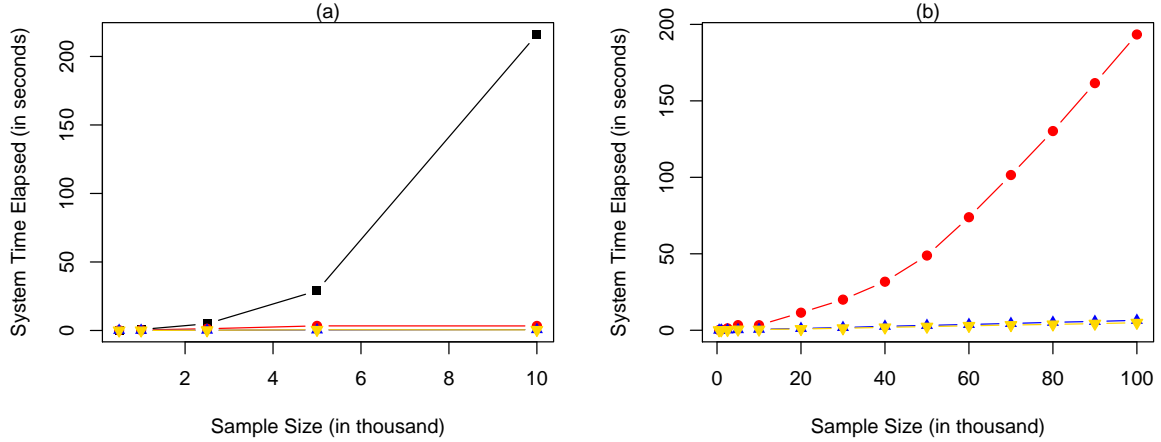 (a)
System Time Elapsed (in seconds)
200
150
100
50
0
2 4 6 8 10
Sample Size (in thousand)
(b)
System Time Elapsed (in seconds)
200
150
100
50
0
0 20 40 60 80 100
Sample Size (in thousand)